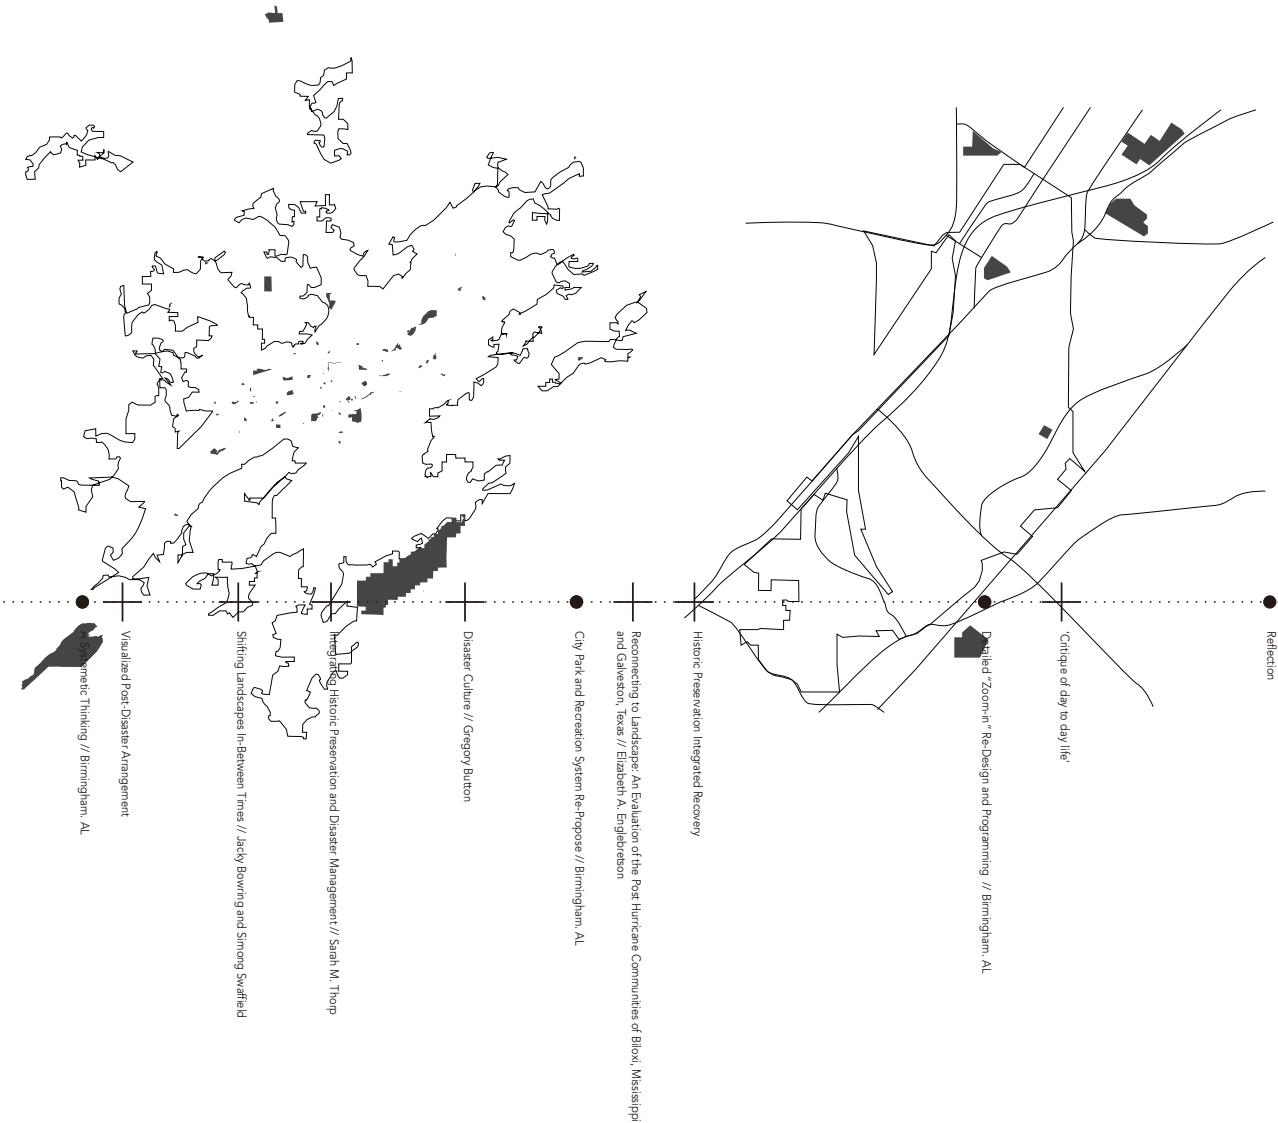 A Systemetic Thinking // Birmingham. AL
Visualized Post-Disaster Arrangement
Shifting Landscapes In-Between Times // Jacky Bowring and Simong Swaffield
Integrating Historic Preservation and Disaster Management // Sarah M. Thorp
Disaster Culture // Gregory Button
City Park and Recreation System Re-Propose // Birmingham. AL
Reconnecting to Landscape: An Evaluation of the Post Hurricane Communities of Biloxi, Mississippi
and Galveston, Texas // Elizabeth A. Englebretson
Historic Preservation Integrated Recovery
Detailed “Zoom-in” Re-Design and Programming // Birmingham. AL
‘Critique of day to day life’
Reflection